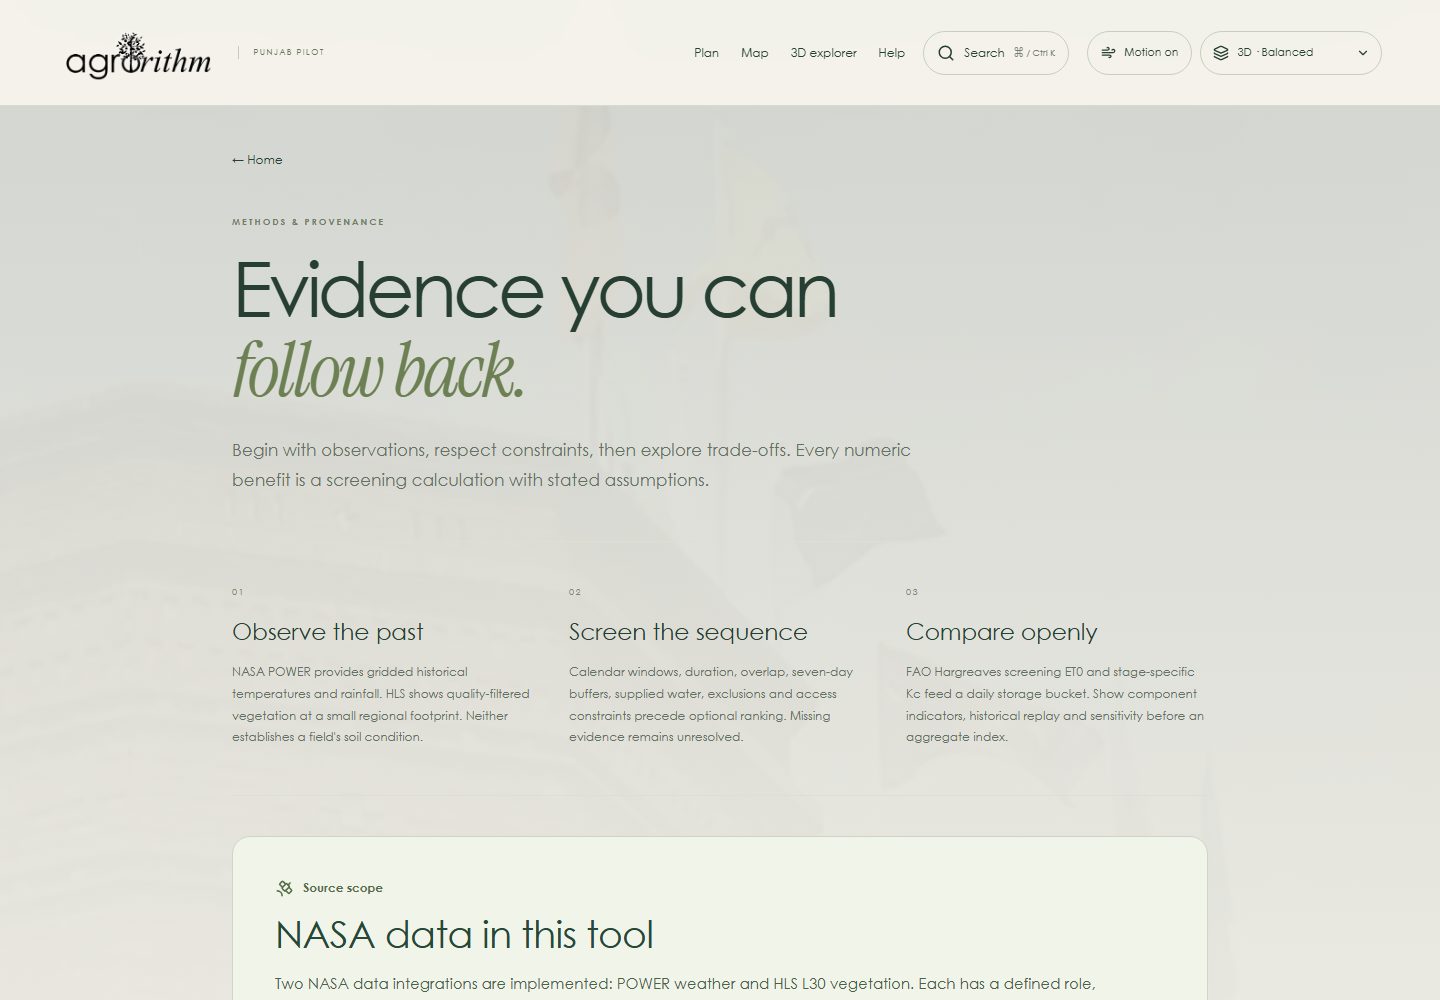 agrorithm
PUNJAB PILOT
Plan
Map
3D explorer
Help
Search ⌘ / Ctrl K
Motion on
3D · Balanced
← Home
METHODS & PROVENANCE
Evidence you can
follow back.
Begin with observations, respect constraints, then explore trade-offs. Every numeric
benefit is a screening calculation with stated assumptions.
01
Observe the past
NASA POWER provides gridded historical
temperatures and rainfall. HLS shows quality-filtered
vegetation at a small regional footprint. Neither
establishes a field's soil condition.
02
Screen the sequence
Calendar windows, duration, overlap, seven-day
buffers, supplied water, exclusions and access
constraints precede optional ranking. Missing
evidence remains unresolved.
03
Compare openly
FAO Hargreaves screening ET0 and stage-specific
Kc feed a daily storage bucket. Show component
indicators, historical replay and sensitivity before an
aggregate index.
Source scope
NASA data in this tool
Two NASA data integrations are implemented: POWER weather and HLS L30 vegetation. Each has a defined role,